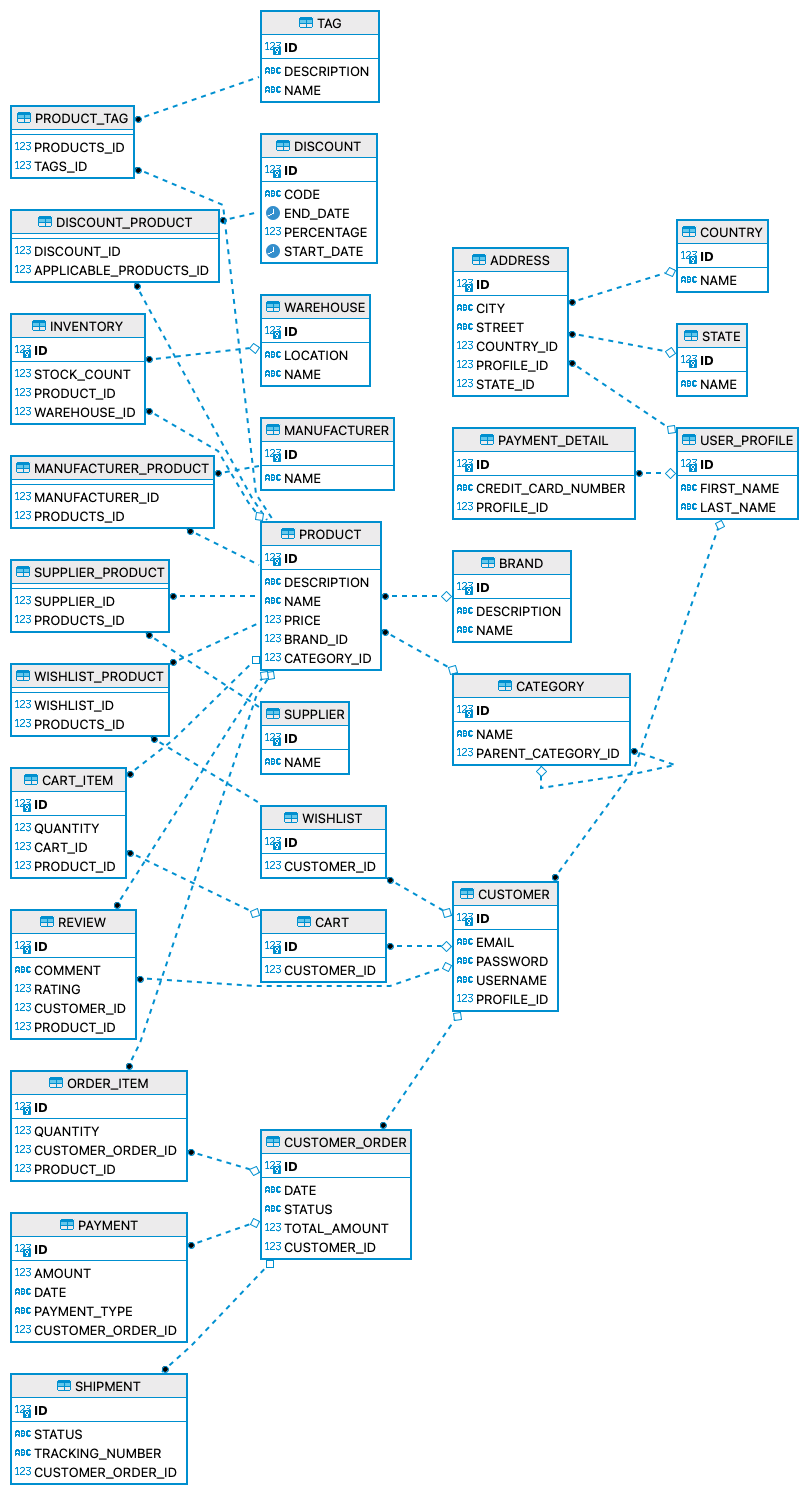 TAG
123 ID
ABC DESCRIPTION
ABC NAME
PRODUCT_TAG
123 PRODUCTS_ID
123 TAGS_ID
DISCOUNT
123 ID
ABC CODE
END_DATE
123 PERCENTAGE
START_DATE
DISCOUNT_PRODUCT
123 DISCOUNT_ID
123 APPLICABLE_PRODUCTS_ID
COUNTRY
123 ID
ABC NAME
ADDRESS
123 ID
ABC CITY
ABC STREET
123 COUNTRY_ID
123 PROFILE_ID
123 STATE_ID
WAREHOUSE
123 ID
ABC LOCATION
ABC NAME
INVENTORY
123 ID
123 STOCK_COUNT
123 PRODUCT_ID
123 WAREHOUSE_ID
STATE
123 ID
ABC NAME
MANUFACTURER
123 ID
ABC NAME
PAYMENT_DETAIL
123 ID
ABC CREDIT_CARD_NUMBER
123 PROFILE_ID
USER_PROFILE
123 ID
ABC FIRST_NAME
ABC LAST_NAME
MANUFACTURER_PRODUCT
123 MANUFACTURER_ID
123 PRODUCTS_ID
PRODUCT
123 ID
ABC DESCRIPTION
ABC NAME
123 PRICE
123 BRAND_ID
123 CATEGORY_ID
BRAND
123 ID
ABC DESCRIPTION
ABC NAME
SUPPLIER_PRODUCT
123 SUPPLIER_ID
123 PRODUCTS_ID
WISHLIST_PRODUCT
123 WISHLIST_ID
123 PRODUCTS_ID
CATEGORY
123 ID
ABC NAME
123 PARENT_CATEGORY_ID
SUPPLIER
123 ID
ABC NAME
CART_ITEM
123 ID
123 QUANTITY
123 CART_ID
123 PRODUCT_ID
WISHLIST
123 ID
123 CUSTOMER_ID
CUSTOMER
123 ID
ABC EMAIL
ABC PASSWORD
ABC USERNAME
123 PROFILE_ID
REVIEW
123 ID
ABC COMMENT
123 RATING
123 CUSTOMER_ID
123 PRODUCT_ID
CART
123 ID
123 CUSTOMER_ID
ORDER_ITEM
123 ID
123 QUANTITY
123 CUSTOMER_ORDER_ID
123 PRODUCT_ID
CUSTOMER_ORDER
123 ID
ABC DATE
ABC STATUS
123 TOTAL_AMOUNT
123 CUSTOMER_ID
PAYMENT
123 ID
123 AMOUNT
ABC DATE
ABC PAYMENT_TYPE
123 CUSTOMER_ORDER_ID
SHIPMENT
123 ID
ABC STATUS
ABC TRACKING_NUMBER
123 CUSTOMER_ORDER_ID